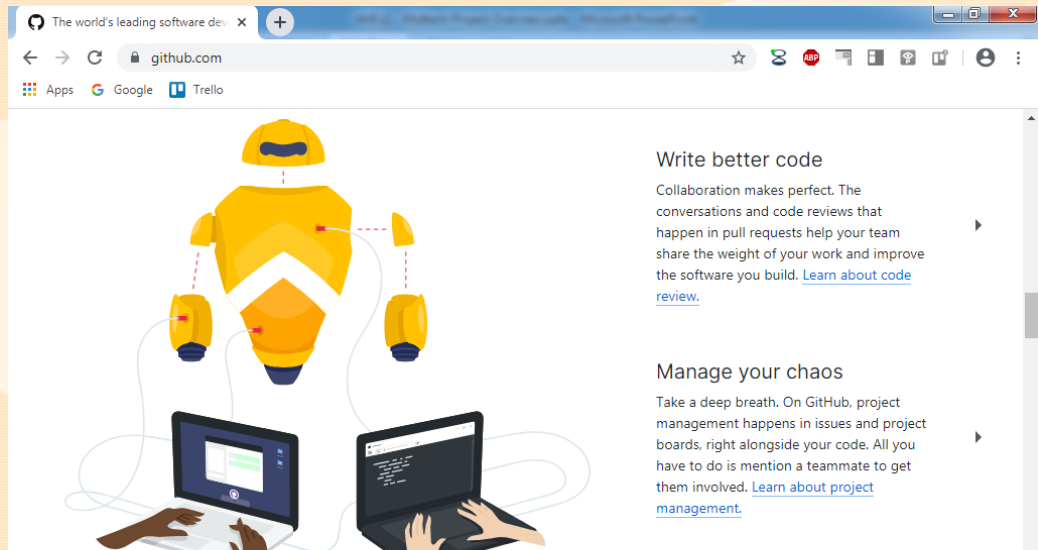 The world's leading software dev
github.com
ABP
Apps Google Trello
Write better code
Collaboration makes perfect. The
conversations and code reviews that
happen in pull requests help your team
share the weight of your work and improve
the software you build. Learn about code
review.
Manage your chaos
Take a deep breath. On GitHub, project
management happens in issues and project
boards, right alongside your code. All you
have to do is mention a teammate to get
them involved. Learn about project
management.